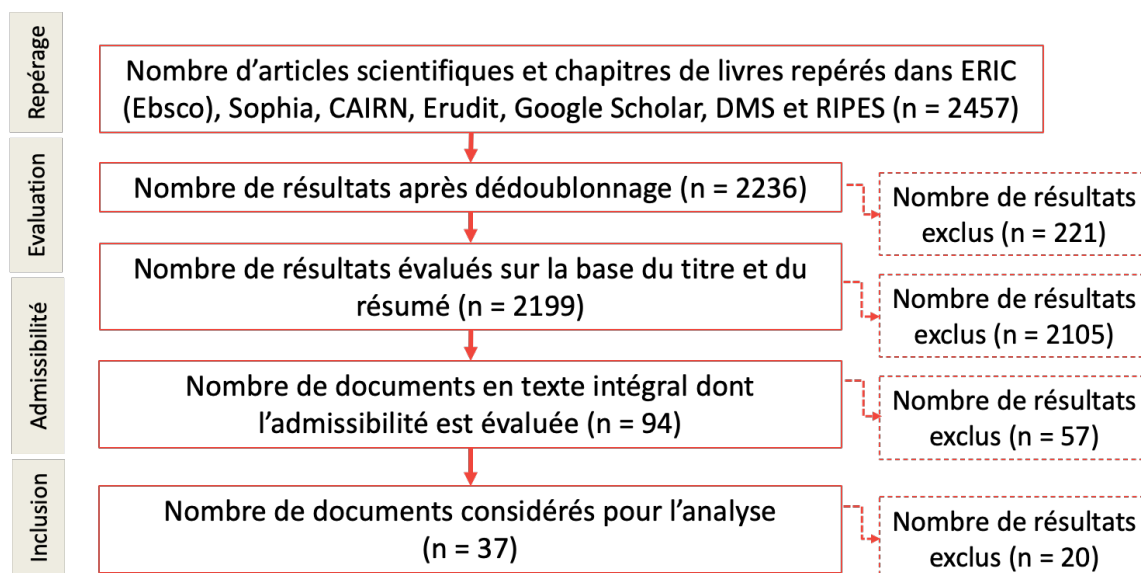 Repérage
Nombre d’articles scientifiques et chapitres de livres repérés dans ERIC
(Ebsco), Sophia, CAIRN, Erudit, Google Scholar, DMS et RIPES (n = 2457)
Evaluation
Nombre de résultats après dédoublonnage (n = 2236)
Nombre de résultats
exclus (n = 221)
Nombre de résultats évalués sur la base du titre et du
résumé (n = 2199)
Nombre de résultats
exclus (n = 2105)
Admissibilité
Nombre de documents en texte intégral dont
l’admissibilité est évaluée (n = 94)
Nombre de résultats
exclus (n = 57)
Inclusion
Nombre de documents considérés pour l’analyse
(n = 37)
Nombre de résultats
exclus (n = 20)